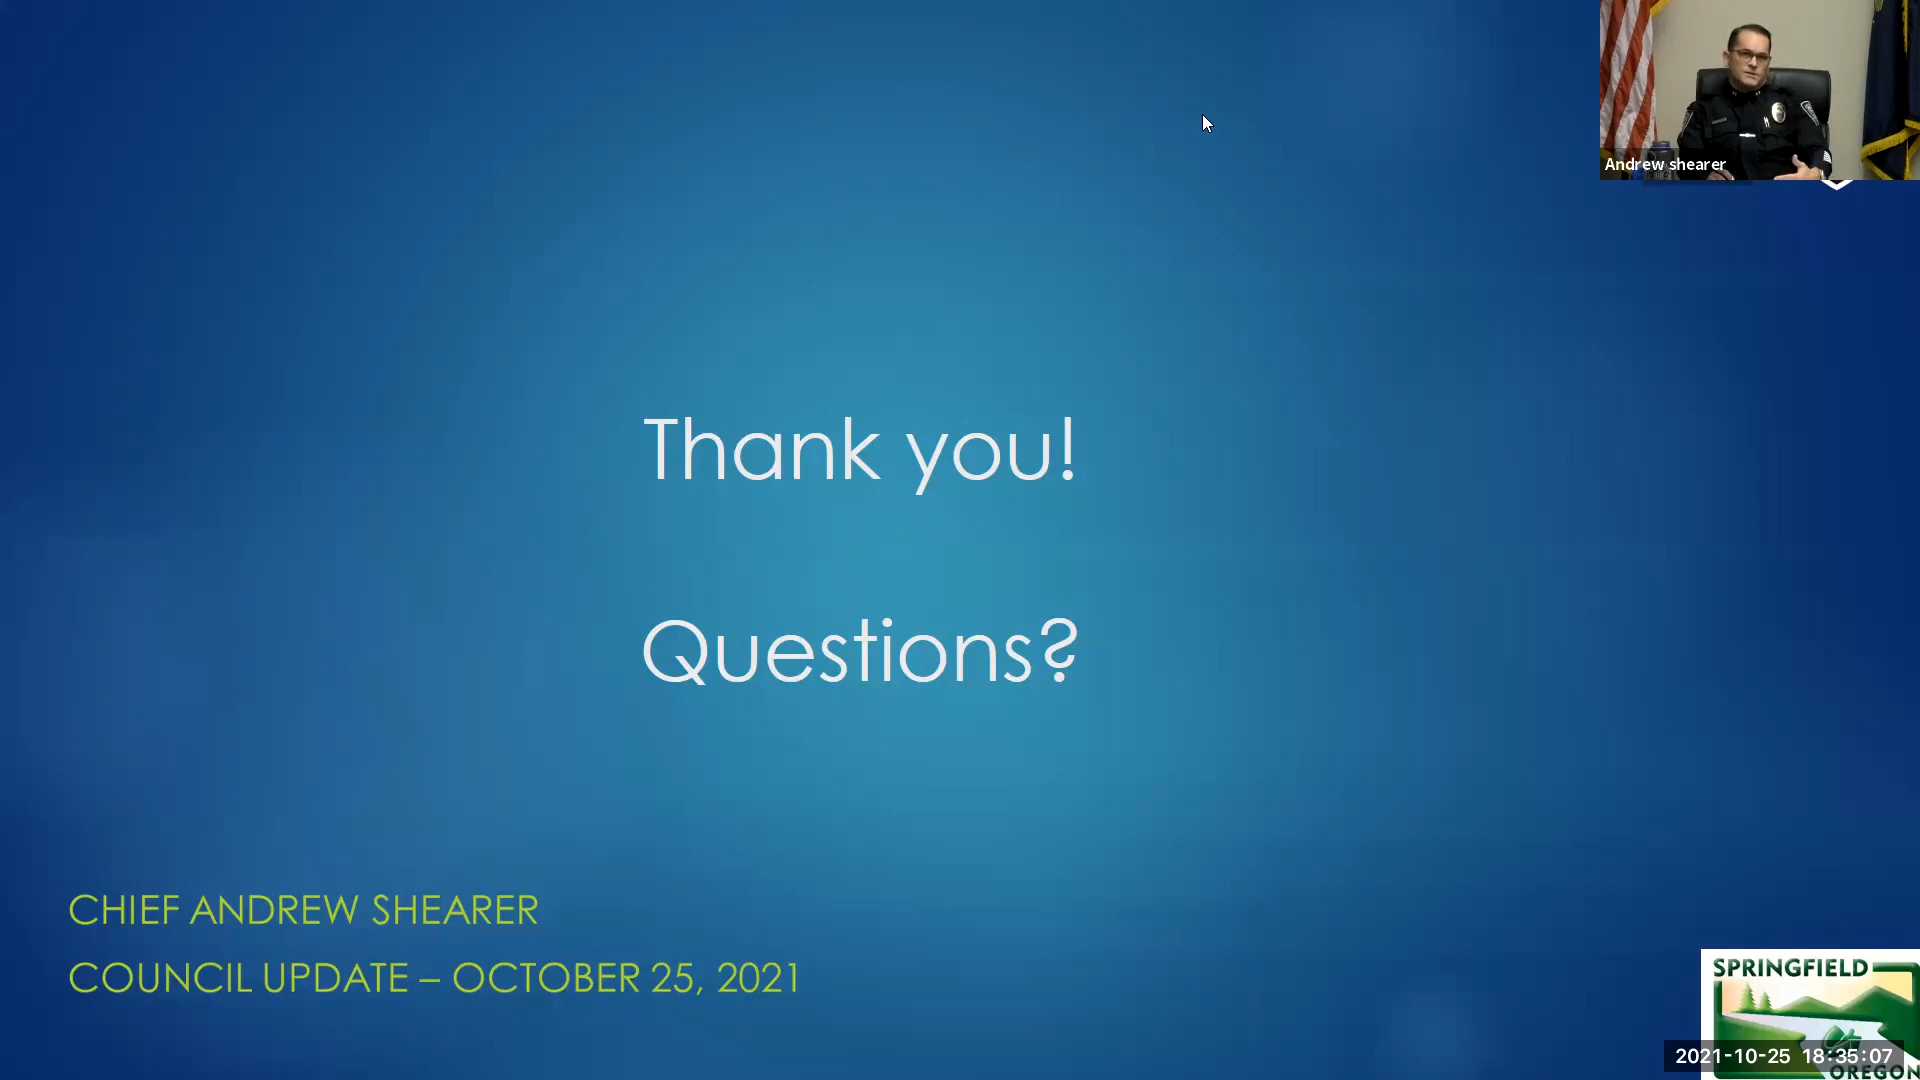 Andrew shearer
Thank you!
Questions?
CHIEF ANDREW SHEARER
COUNCIL UPDATE – OCTOBER 25, 2021
SPRINGFIELD
2021-10-25 18:35:07
OREGON